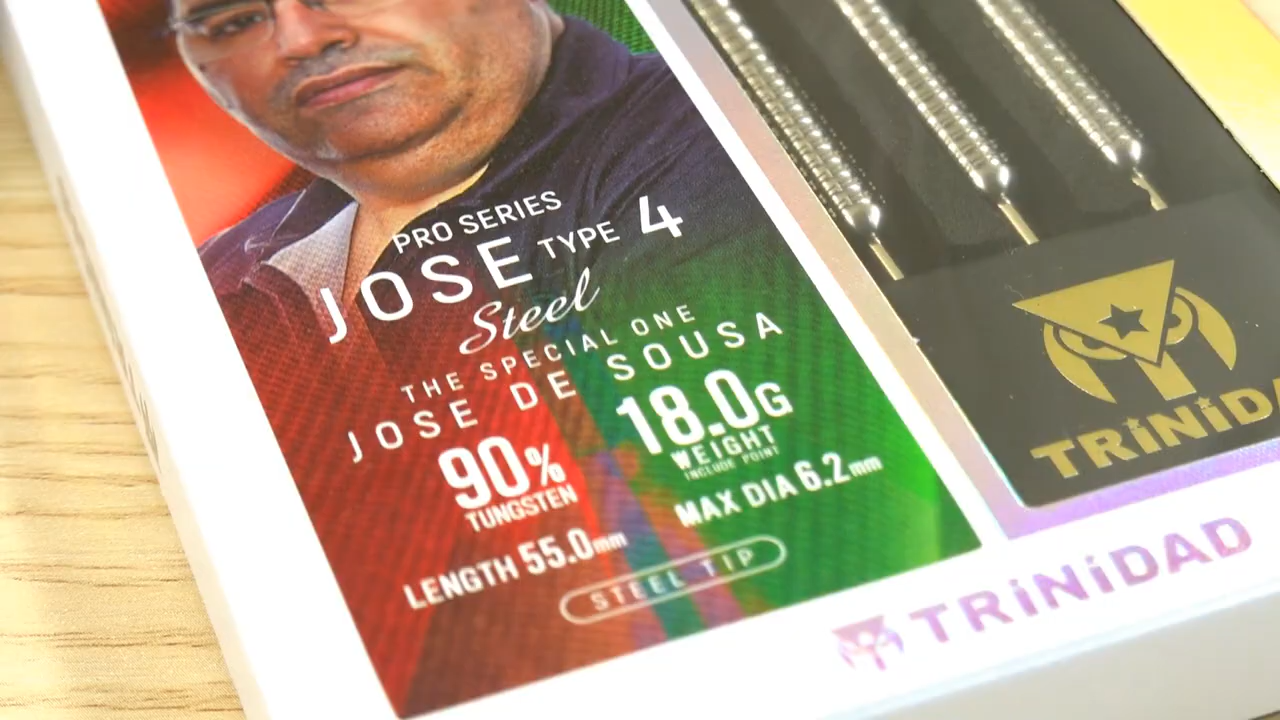 PRO SERIES
JOSE TYPE 4
Steel
THE SPECIAL ONE
JOSE DE SOUSA
90% TUNGSTEN
18.0G WEIGHT
INCLUDE POINT
LENGTH 55.0mm
MAX DIA 6.2mm
STEEL TIP
TRiNiDA
TRiNiDAD